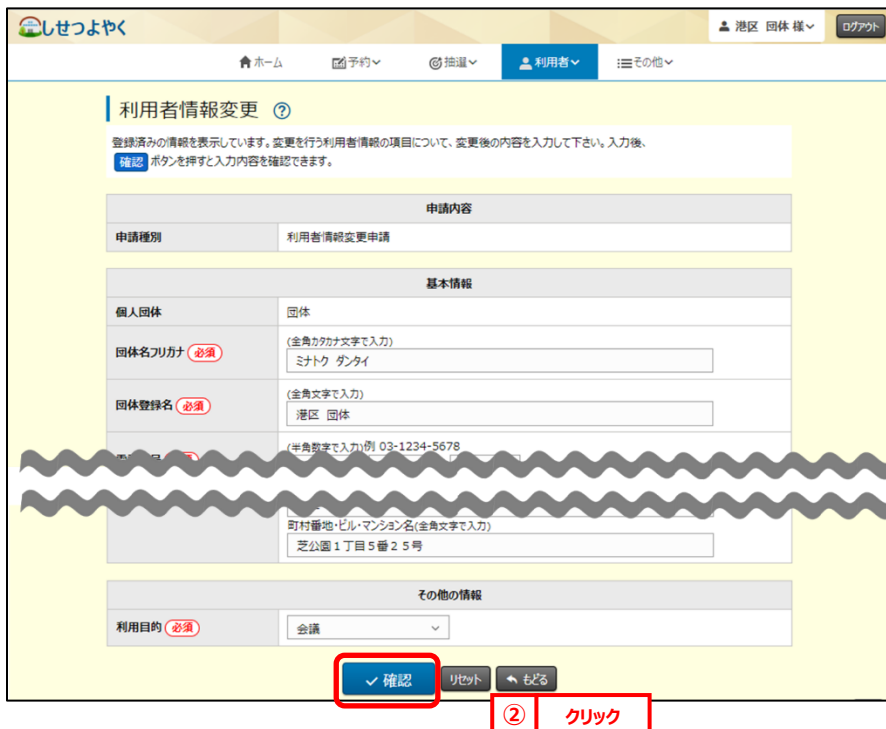 しせつよやく
港区 団体 様
ログアウト
ホーム
予約
抽選
利用者
その他
利用者情報変更 ?
登録済みの情報を表示しています。変更を行う利用者情報の項目について、変更後の内容を入力して下さい。入力後、
確認 ボタンを押すと入力内容を確認できます。
申請内容
申請種別
利用者情報変更申請
基本情報
個人団体
団体
団体名フリガナ 必須
(全角カタカナ文字で入力)
ミナトク ダンタイ
団体登録名 必須
(全角文字で入力)
港区 団体
(半角数字で入力)例 03-1234-5678
町村番地・ビル・マンション名(全角文字で入力)
芝公園1丁目5番25号
その他の情報
利用目的 必須
会議
確認
リセット
もどる
② クリック